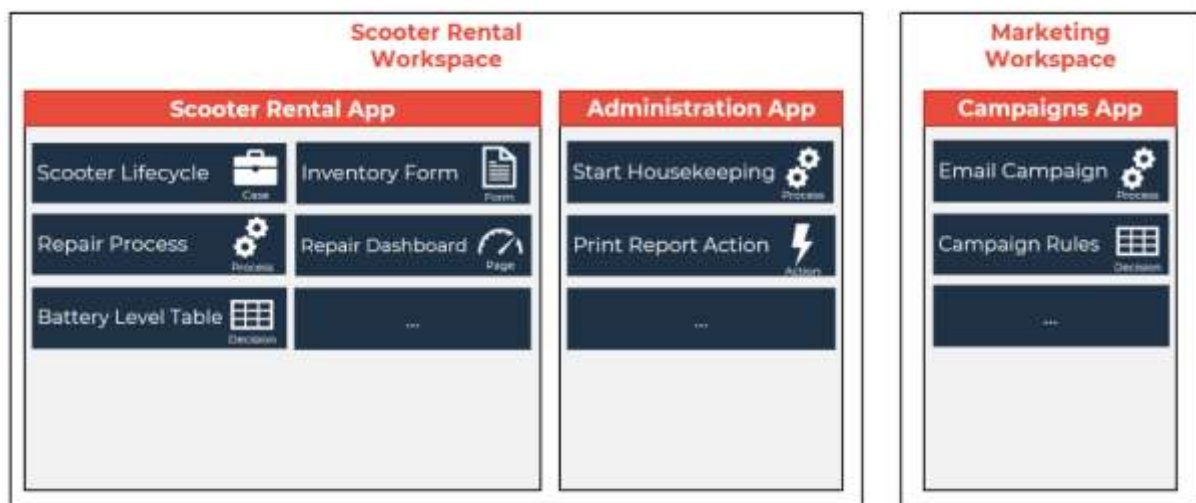 Scooter Rental
Workspace
Scooter Rental App
Scooter Lifecycle
Case
Inventory Form
Form
Repair Process
Process
Repair Dashboard
Page
Battery Level Table
Decision
...
Administration App
Start Housekeeping
Process
Print Report Action
Action
...
Marketing
Workspace
Campaigns App
Email Campaign
Process
Campaign Rules
Decision
...